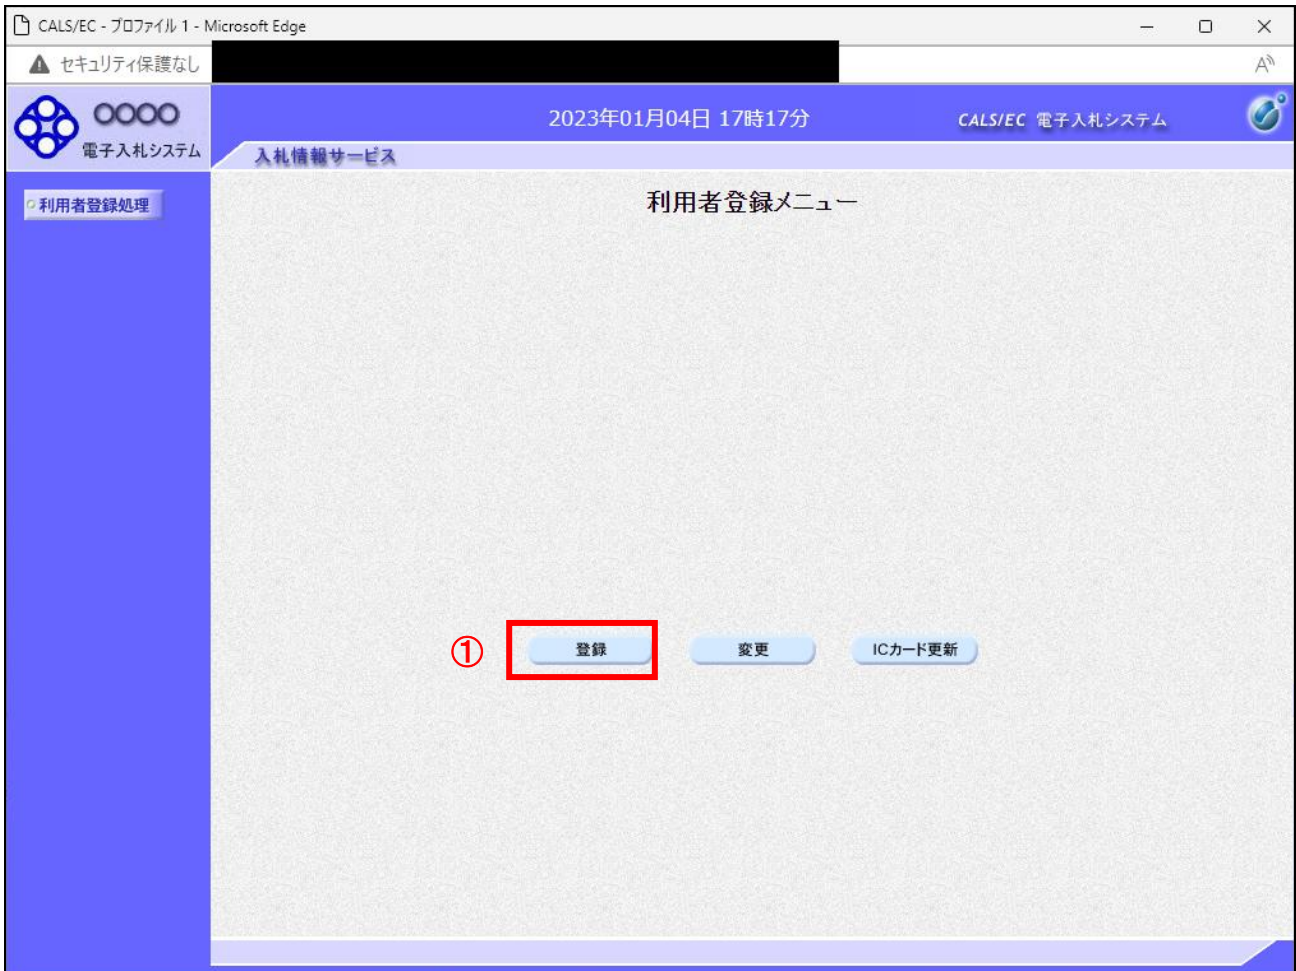 CALS/EC - プロファイル 1 - Microsoft Edge
セキュリティ保護なし
〇〇〇〇
電子入札システム
2023年01月04日 17時17分
CALS/EC 電子入札システム
入札情報サービス
利用者登録処理
利用者登録メニュー
①
登録
変更
ICカード更新